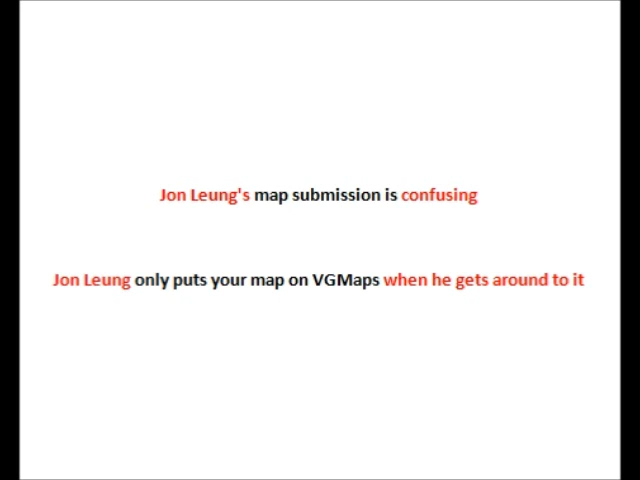 Jon Leung's map submission is confusing
Jon Leung only puts your map on VGMaps when he gets around to it